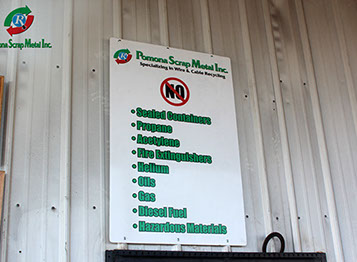 R
Pomona Scrap Metal Inc.
Pomona Scrap Metal Inc.
Specializing in Wire & Cable Recycling
NO
• Sealed Containers
• Propane
• Acetylene
• Fire Extinguishers
• Helium
• Oils
• Gas
• Diesel Fuel
• Hazardous Materials